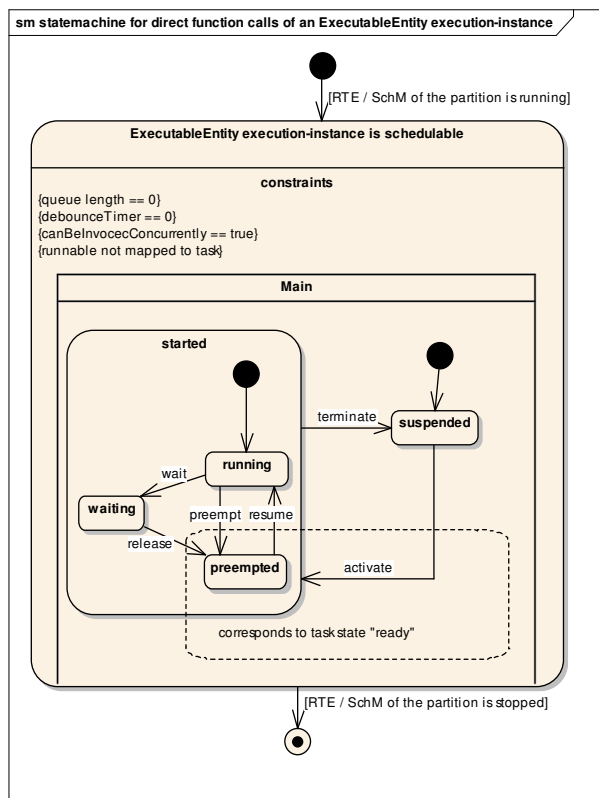 sm statemachine for direct function calls of an ExecutableEntity execution-instance
[RTE / SchM of the partition is running]
ExecutableEntity execution-instance is schedulable
constraints
{queue length == 0}
{debounceTimer == 0}
{canBeInvocecConcurrently == true}
{runnable not mapped to task}
Main
started
terminate
suspended
running
wait
waiting
preempt
resume
release
preempted
activate
corresponds to task state "ready"
[RTE / SchM of the partition is stopped]